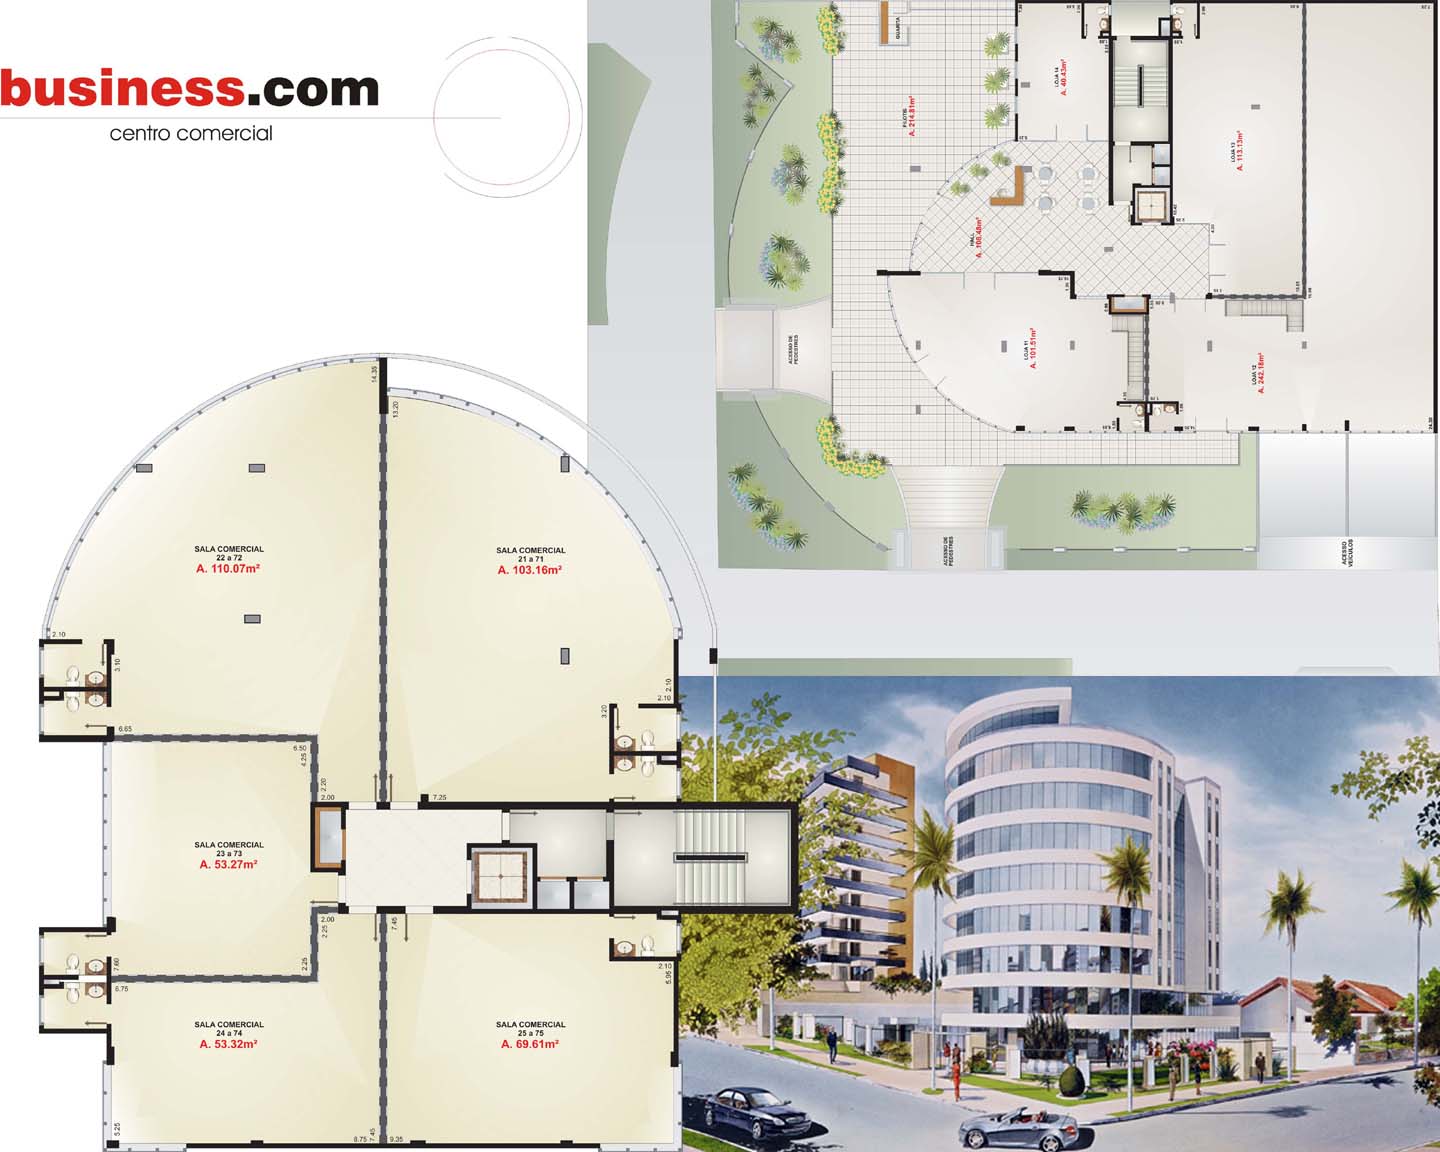 business.com
centro comercial
GUARITA
PILOTIS
A. 214.81m²
LOJA 14
A. 40.43m²
LOJA 13
A. 113.13m²
HALL
A. 108.48m²
LOJA 11
A. 101.51m²
LOJA 12
A. 242.18m²
ACESSO DE
PEDESTRES
ACESSO DE
PEDESTRES
ACESSO
VEÍCULOS
24.30
14.35
13.20
SALA COMERCIAL
22 a 72
A. 110.07m²
SALA COMERCIAL
21 a 71
A. 103.16m²
2.10
3.10
2.10
2.10
3.20
6.65
6.50
4.25
2.20
2.00
7.25
SALA COMERCIAL
23 a 73
A. 53.27m²
2.00
2.25
7.45
2.25
7.60
2.10
5.95
8.75
SALA COMERCIAL
24 a 74
A. 53.32m²
SALA COMERCIAL
25 a 75
A. 69.61m²
5.25
8.75
7.45
9.35